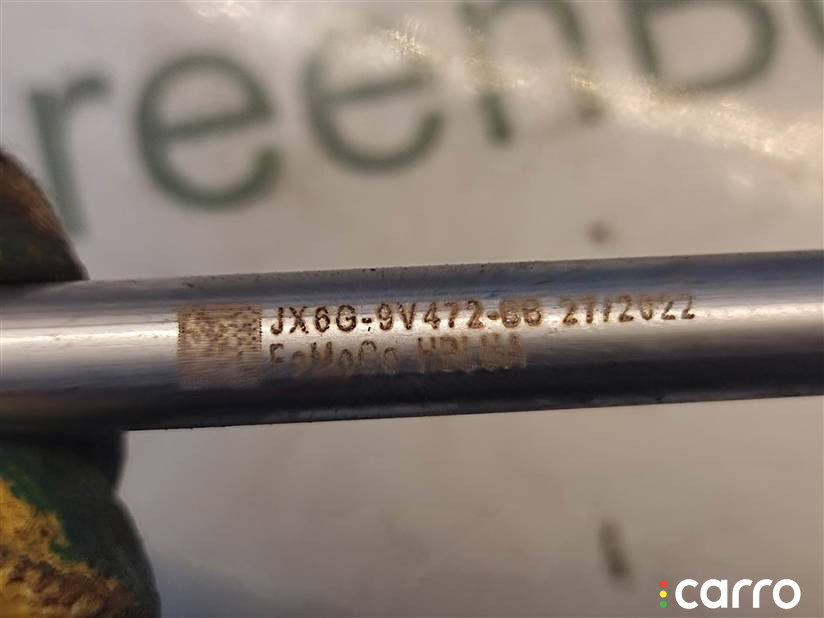 reenB
JX6G-9V472-BB 27/2022
FoMoCo
carro